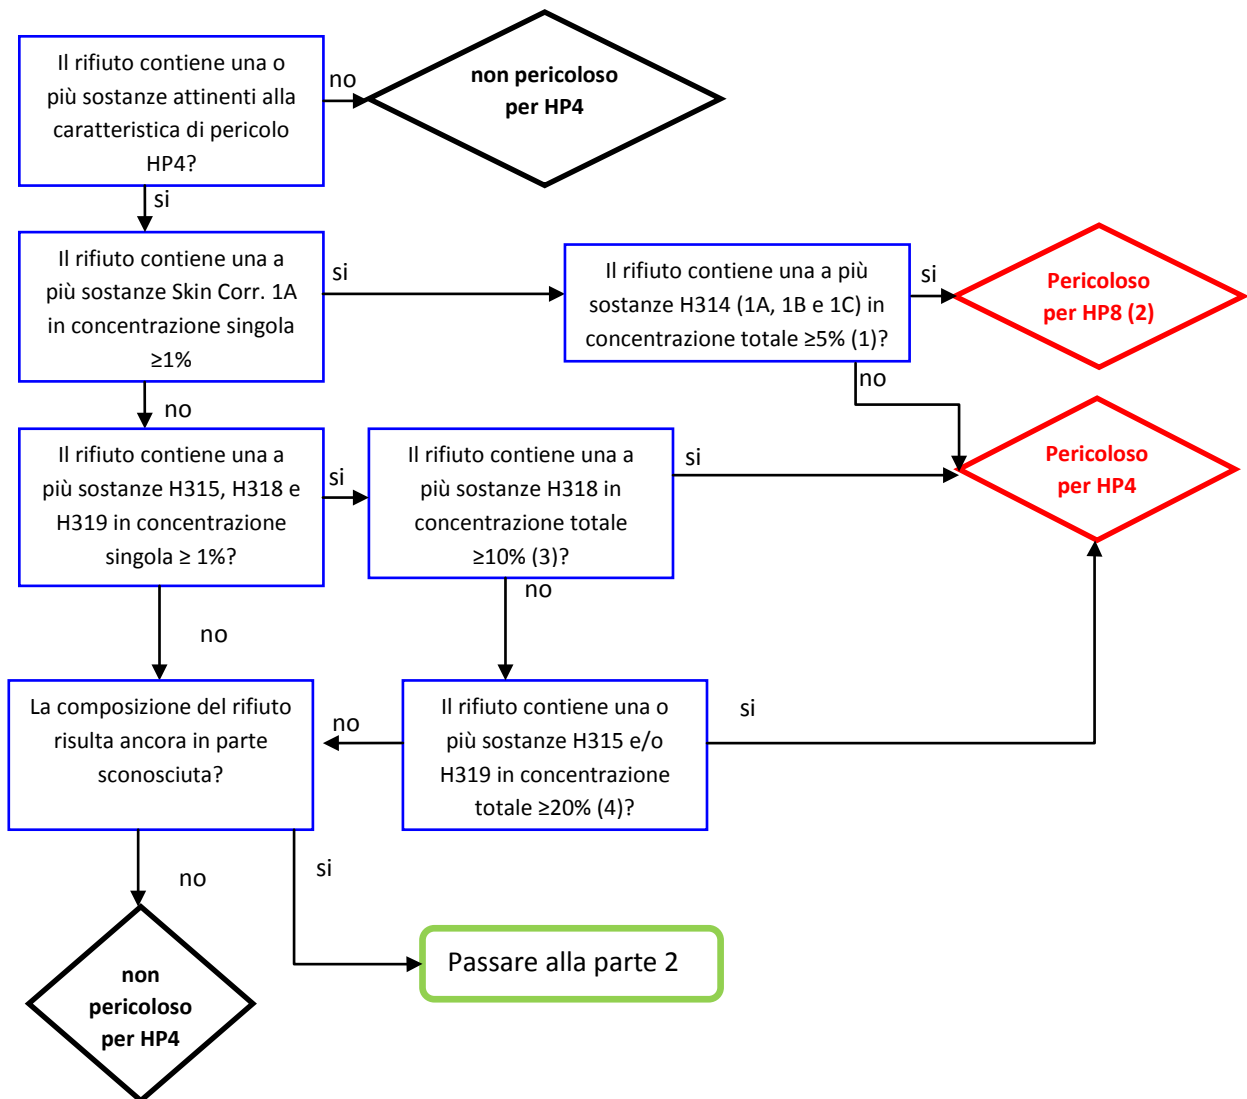 Il rifiuto contiene una o
più sostanze attinenti alla
caratteristica di pericolo
HP4?
no
non pericoloso
per HP4
si
Il rifiuto contiene una a
più sostanze Skin Corr. 1A
in concentrazione singola
≥1%
si
Il rifiuto contiene una a più
sostanze H314 (1A, 1B e 1C) in
concentrazione totale ≥5% (1)?
si
Pericoloso
per HP8 (2)
no
no
Il rifiuto contiene una a
più sostanze H315, H318 e
H319 in concentrazione
singola ≥ 1%?
si
Il rifiuto contiene una a
più sostanze H318 in
concentrazione totale
≥10% (3)?
si
Pericoloso
per HP4
no
no
La composizione del rifiuto
risulta ancora in parte
sconosciuta?
no
Il rifiuto contiene una o
più sostanze H315 e/o
H319 in concentrazione
totale ≥20% (4)?
si
no
si
non
pericoloso
per HP4
Passare alla parte 2